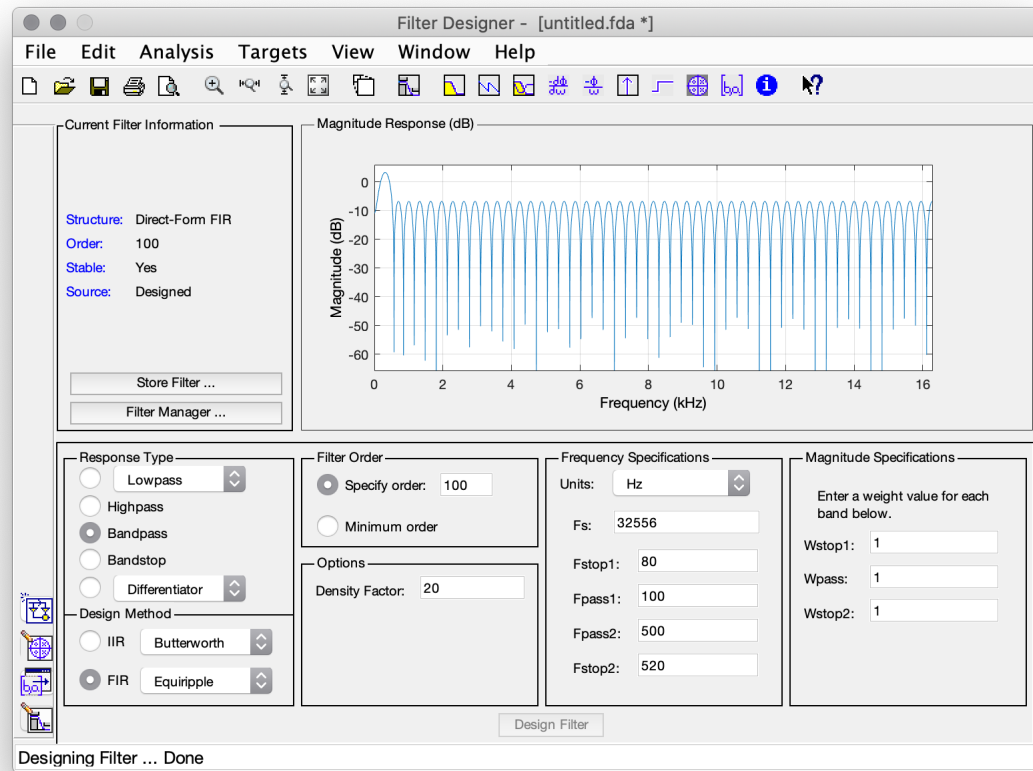 Filter Designer - [untitled.fda *]
File Edit Analysis Targets View Window Help
Current Filter Information
Structure: Direct-Form FIR
Order: 100
Stable: Yes
Source: Designed
Store Filter ...
Filter Manager ...
Magnitude Response (dB)
Magnitude (dB)
0
-10
-20
-30
-40
-50
-60
0 2 4 6 8 10 12 14 16
Frequency (kHz)
Response Type
Lowpass
Highpass
Bandpass
Bandstop
Differentiator
Design Method
IIR Butterworth
FIR Equiripple
Filter Order
Specify order: 100
Minimum order
Options
Density Factor: 20
Frequency Specifications
Units: Hz
Fs: 32556
Fstop1: 80
Fpass1: 100
Fpass2: 500
Fstop2: 520
Magnitude Specifications
Enter a weight value for each
band below.
Wstop1: 1
Wpass: 1
Wstop2: 1
Design Filter
Designing Filter ... Done